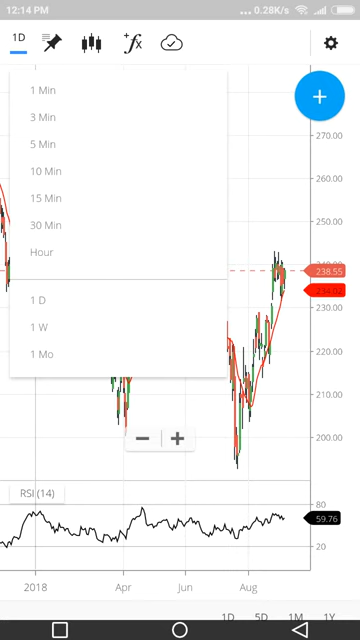 12:14 PM
... 0.28K/s
1D
+fx
1 Min
3 Min
5 Min
10 Min
15 Min
30 Min
Hour
1 D
1 W
1 Mo
+
270.00
260.00
250.00
240.00
238.55
234.02
230.00
220.00
210.00
200.00
− +
RSI (14)
80
59.76
20
2018 Apr Jun Aug
1D 5D 1M 1Y